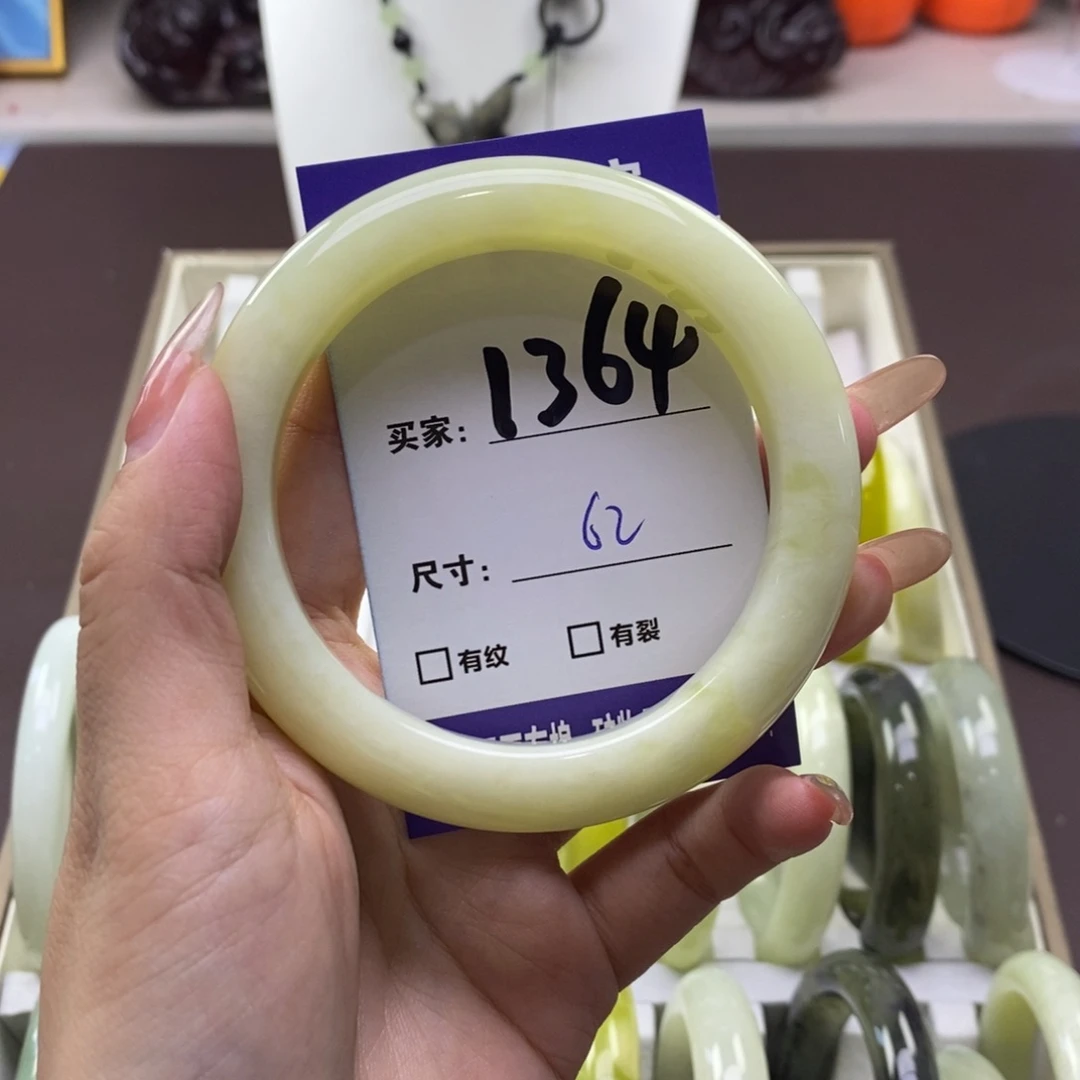 买家： 1364
尺寸： 62
□有纹 □有裂